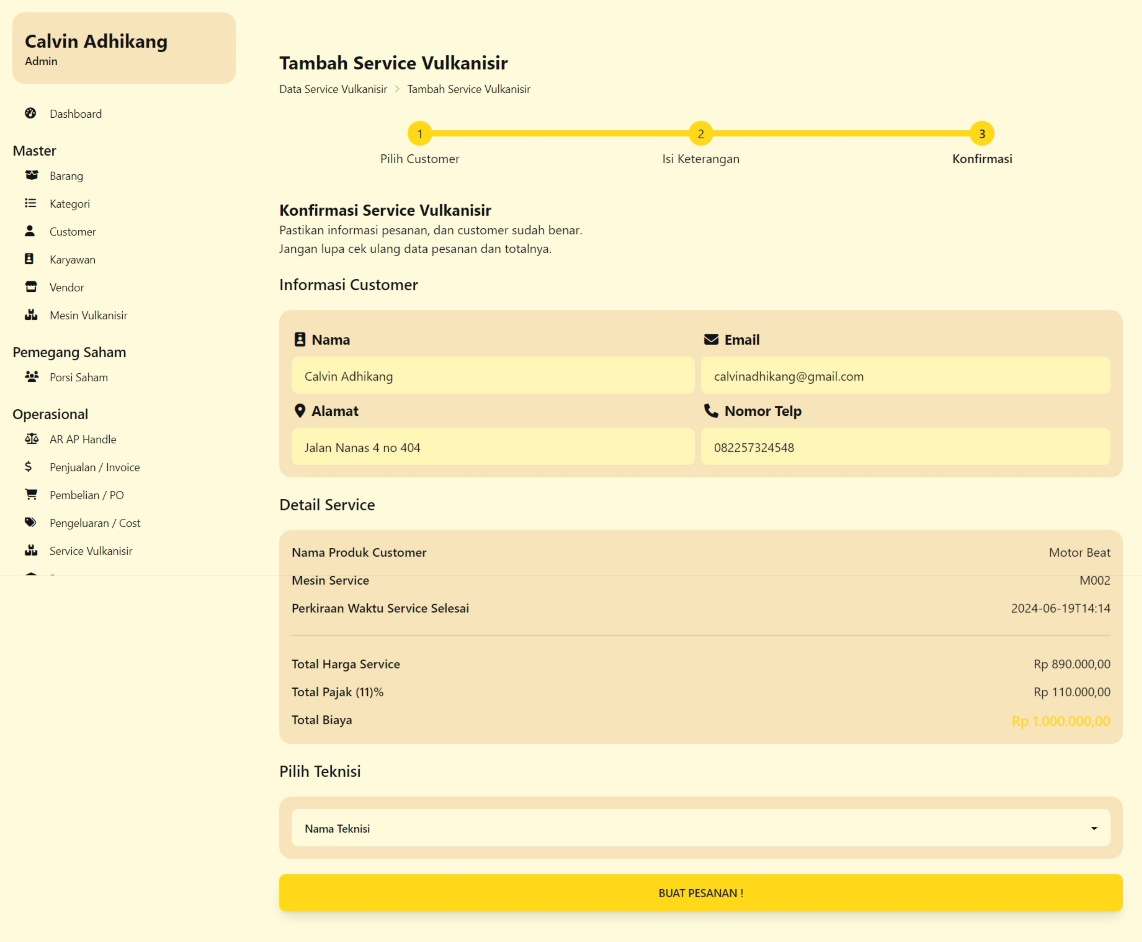 Calvin Adhikang
Admin
Dashboard
Master
Barang
Kategori
Customer
Karyawan
Vendor
Mesin Vulkanisir
Pemegang Saham
Porsi Saham
Operasional
AR AP Handle
Penjualan / Invoice
Pembelian / PO
Pengeluaran / Cost
Service Vulkanisir
Tambah Service Vulkanisir
Data Service Vulkanisir > Tambah Service Vulkanisir
1 2 3
Pilih Customer Isi Keterangan Konfirmasi
Konfirmasi Service Vulkanisir
Pastikan informasi pesanan, dan customer sudah benar.
Jangan lupa cek ulang data pesanan dan totalnya.
Informasi Customer
Nama Email
Calvin Adhikang calvinadhikang@gmail.com
Alamat Nomor Telp
Jalan Nanas 4 no 404 082257324548
Detail Service
Nama Produk Customer Motor Beat
Mesin Service M002
Perkiraan Waktu Service Selesai 2024-06-19T14:14
Total Harga Service Rp 890.000,00
Total Pajak (11)% Rp 110.000,00
Total Biaya Rp 1.000.000,00
Pilih Teknisi
Nama Teknisi
BUAT PESANAN !